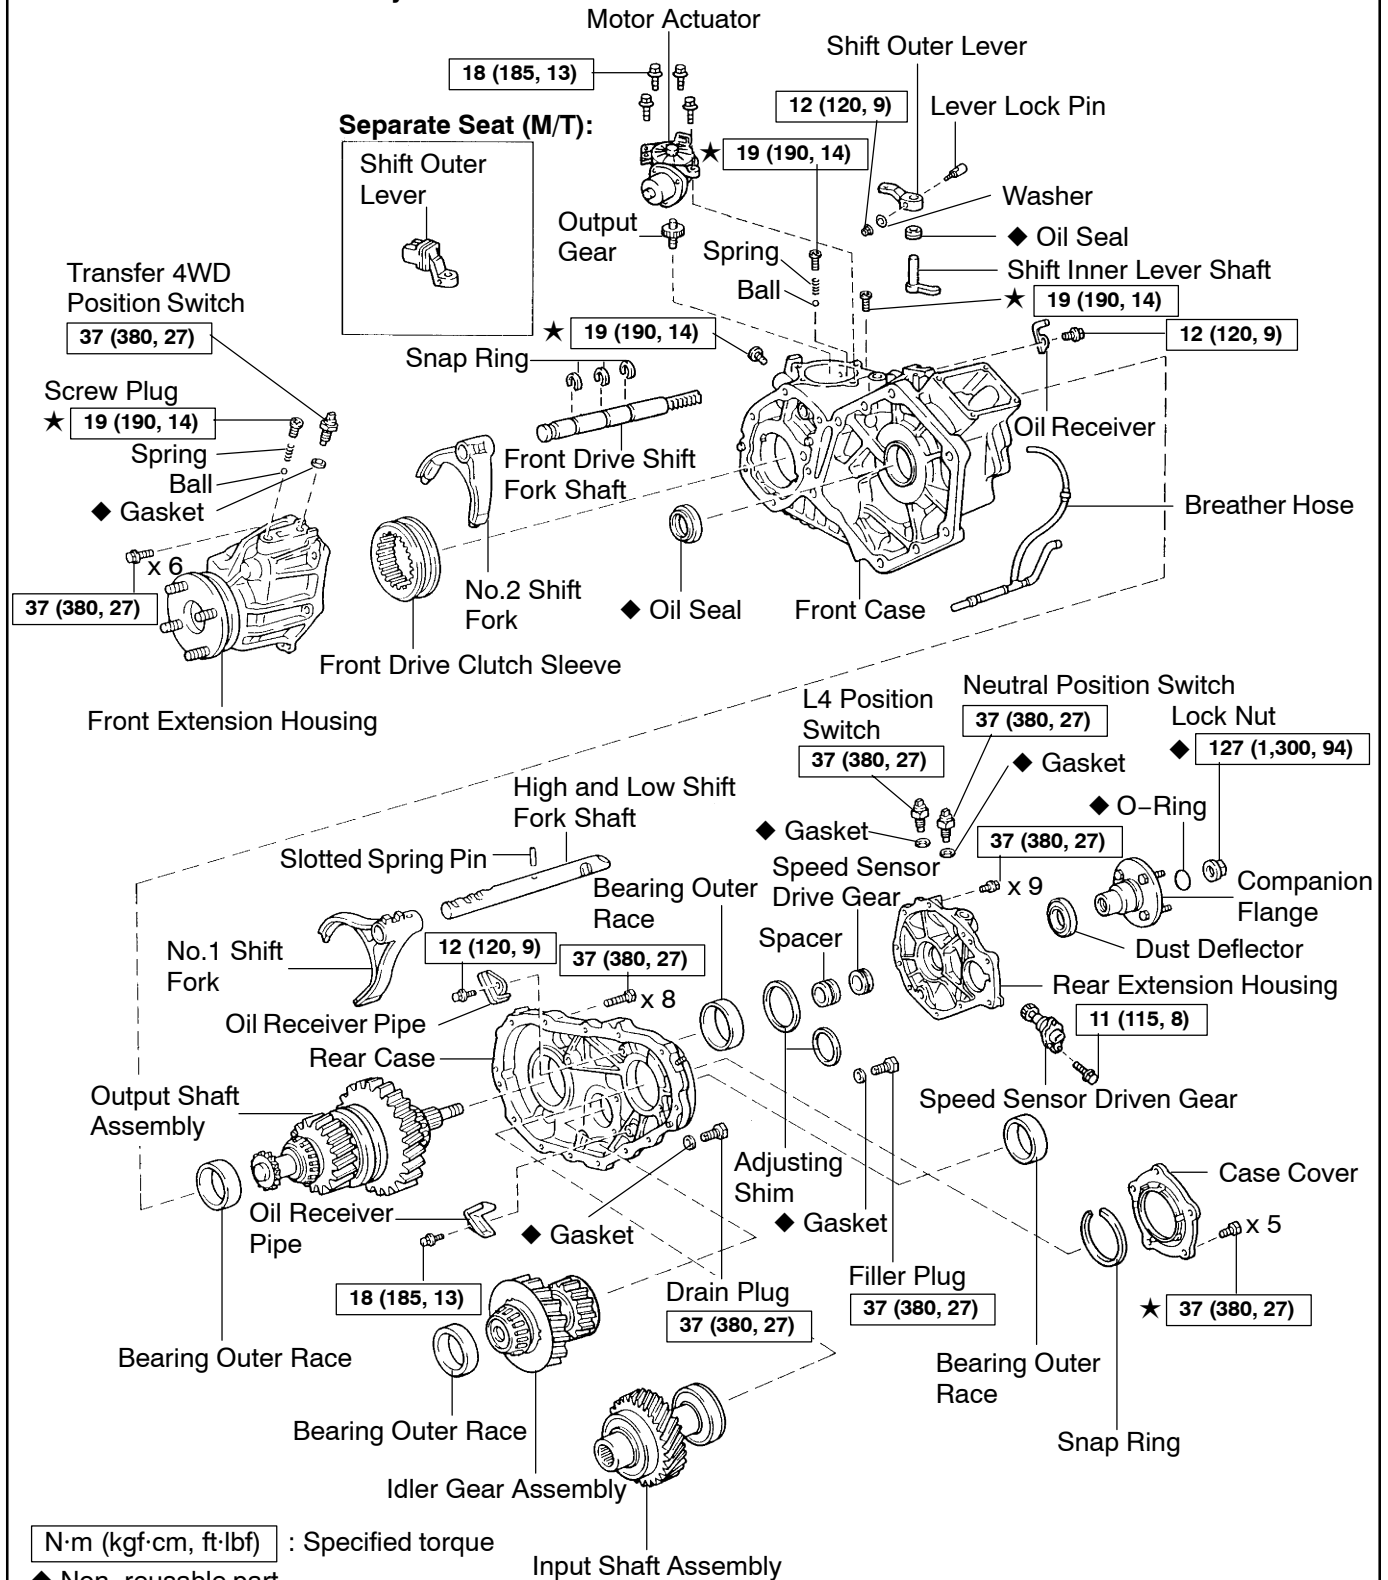 Motor Actuator
18 (185, 13)
Shift Outer Lever
12 (120, 9)
Lever Lock Pin
Separate Seat (M/T):
★ 19 (190, 14)
Shift Outer
Lever
Washer
Output
Gear
◆ Oil Seal
Spring
Shift Inner Lever Shaft
Ball
★ 19 (190, 14)
Transfer 4WD
Position Switch
37 (380, 27)
★ 19 (190, 14)
12 (120, 9)
Snap Ring
Screw Plug
★ 19 (190, 14)
Oil Receiver
Spring
Ball
Front Drive Shift
Fork Shaft
◆ Gasket
Breather Hose
x 6
37 (380, 27)
No.2 Shift
Fork
◆ Oil Seal
Front Case
Front Drive Clutch Sleeve
Front Extension Housing
L4 Position
Switch
37 (380, 27)
Neutral Position Switch
37 (380, 27)
Lock Nut
◆ 127 (1,300, 94)
◆ Gasket
High and Low Shift
Fork Shaft
◆ O–Ring
◆ Gasket
37 (380, 27)
x 9
Slotted Spring Pin
Speed Sensor
Drive Gear
Bearing Outer
Race
Companion
Flange
Spacer
No.1 Shift
Fork
12 (120, 9)
37 (380, 27)
x 8
Dust Deflector
Rear Extension Housing
Oil Receiver Pipe
11 (115, 8)
Rear Case
Output Shaft
Assembly
Speed Sensor Driven Gear
Adjusting
Shim
Case Cover
Oil Receiver
Pipe
◆ Gasket
◆ Gasket
x 5
18 (185, 13)
Drain Plug
37 (380, 27)
Filler Plug
37 (380, 27)
★ 37 (380, 27)
Bearing Outer Race
Bearing Outer
Race
Bearing Outer Race
Snap Ring
Idler Gear Assembly
N·m (kgf·cm, ft·lbf) : Specified torque
Input Shaft Assembly
◆ Non–reusable part